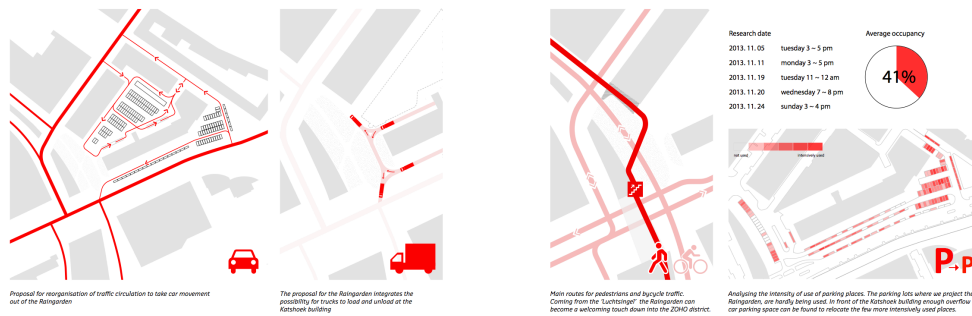 Research date
2013. 11. 05 tuesday 3 ~ 5 pm
2013. 11. 11 monday 3 ~ 5 pm
2013. 11. 19 tuesday 11 ~ 12 am
2013. 11. 20 wednesday 7 ~ 8 pm
2013. 11. 24 sunday 3 ~ 4 pm
Average occupancy
41%
not used
intensively used
P→P
Proposal for reorganisation of traffic circulation to take car movement
out of the Raingarden
The proposal for the Raingarden integrates the
possibility for trucks to load and unload at the
Katshoek building
Main routes for pedestrians and bycicle traffic.
Coming from the 'Luchtsingel' the Raingarden can
become a welcoming touch down into the ZOHO district.
Analysing the intensity of use of parking places. The parking lots where we project the
Raingarden, are hardly being used. In front of the Katshoek building enough overflow
car parking space can be found to relocate the few more intensively used places.